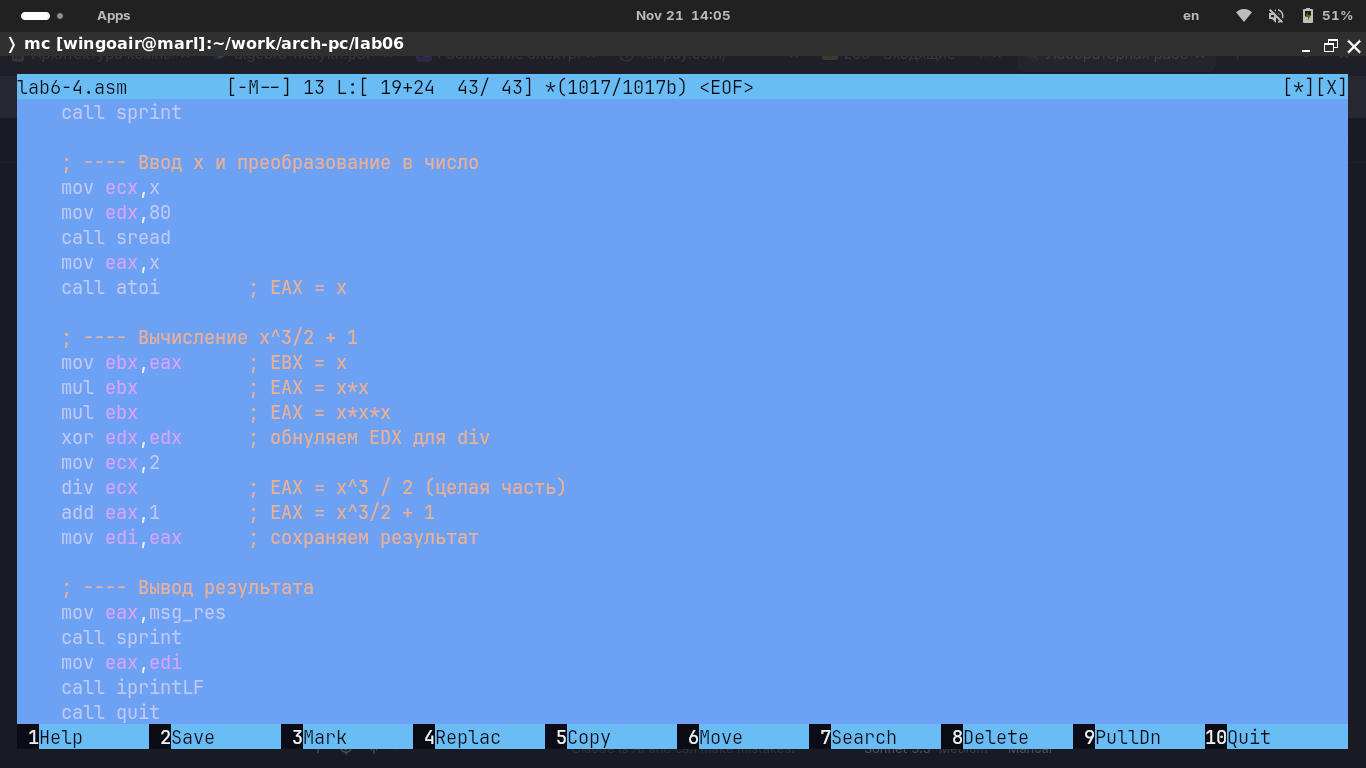 Apps Nov 21 14:05 en 51%
❭ mc [wingoair@marl]:~/work/arch-pc/lab06
lab6-4.asm [-M--] 13 L:[ 19+24 43/ 43] *(1017/1017b) <EOF> [*][X]
call sprint
; ---- Ввод x и преобразование в число
mov ecx,x
mov edx,80
call sread
mov eax,x
call atoi ; EAX = x
; ---- Вычисление x^3/2 + 1
mov ebx,eax ; EBX = x
mul ebx ; EAX = x*x
mul ebx ; EAX = x*x*x
xor edx,edx ; обнуляем EDX для div
mov ecx,2
div ecx ; EAX = x^3 / 2 (целая часть)
add eax,1 ; EAX = x^3/2 + 1
mov edi,eax ; сохраняем результат
; ---- Вывод результата
mov eax,msg_res
call sprint
mov eax,edi
call iprintLF
call quit
1Help 2Save 3Mark 4Replac 5Copy 6Move 7Search 8Delete 9PullDn 10Quit